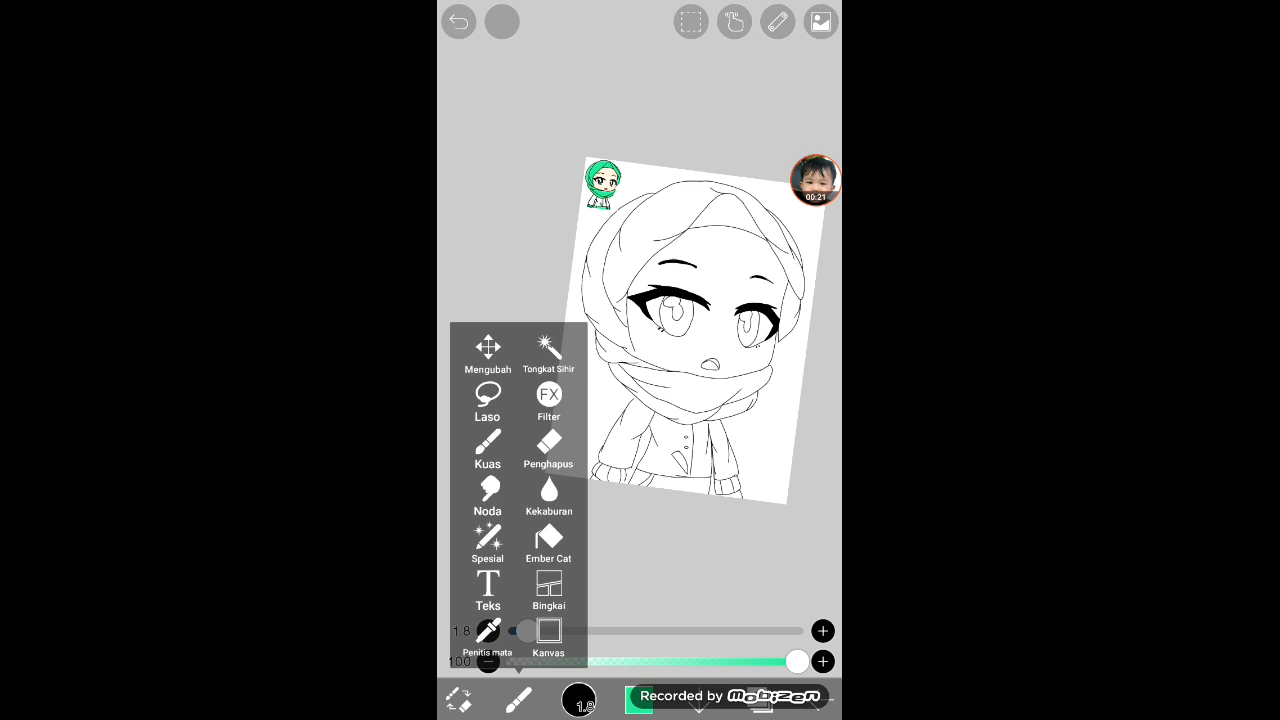 00:21
Mengubah
Tongkat Sihir
Laso
FX
Filter
Kuas
Penghapus
Noda
Kekaburan
Spesial
Ember Cat
T
Teks
Bingkai
1.8
Penitis mata
Kanvas
100
1.8
Recorded by MOBIZEN